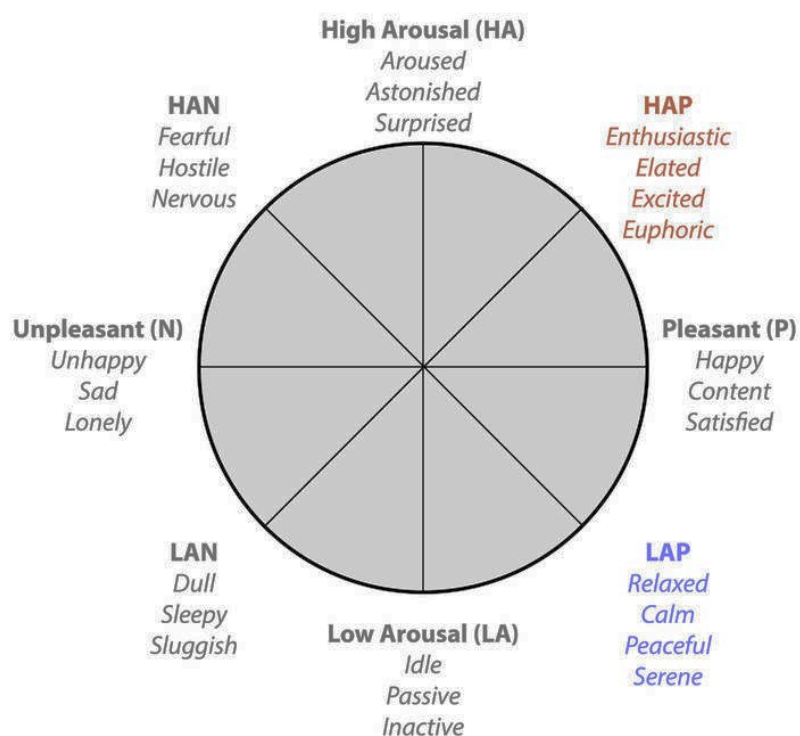 High Arousal (HA)
Aroused
Astonished
Surprised
HAN
Fearful
Hostile
Nervous
HAP
Enthusiastic
Elated
Excited
Euphoric
Unpleasant (N)
Unhappy
Sad
Lonely
Pleasant (P)
Happy
Content
Satisfied
LAN
Dull
Sleepy
Sluggish
Low Arousal (LA)
Idle
Passive
Inactive
LAP
Relaxed
Calm
Peaceful
Serene